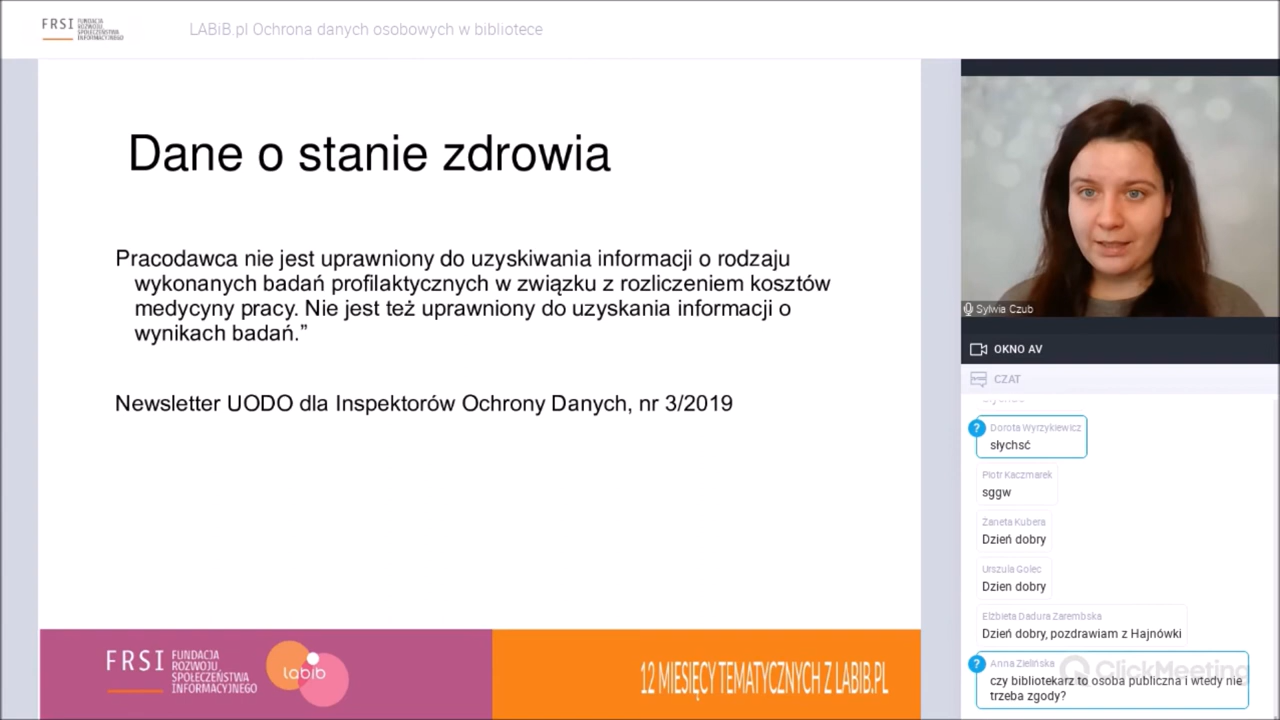 FRSI
FUNDACJA
ROZWOJU
SPOŁECZEŃSTWA
INFORMACYJNEGO
LABiB.pl Ochrona danych osobowych w bibliotece
Dane o stanie zdrowia
Pracodawca nie jest uprawniony do uzyskiwania informacji o rodzaju
wykonanych badań profilaktycznych w związku z rozliczeniem kosztów
medycyny pracy. Nie jest też uprawniony do uzyskania informacji o
wynikach badań.”
Newsletter UODO dla Inspektorów Ochrony Danych, nr 3/2019
FRSI
FUNDACJA
ROZWOJU
SPOŁECZEŃSTWA
INFORMACYJNEGO
labib
12 MIESIĘCY TEMATYCZNYCH Z LABIB.PL
Sylwia Czub
OKNO AV
CZAT
?
Dorota Wyrzykiewicz
słychsć
Piotr Kaczmarek
sggw
Żaneta Kubera
Dzień dobry
Urszula Golec
Dzien dobry
Elżbieta Dadura Zarembska
Dzień dobry, pozdrawiam z Hajnówki
?
Anna Zielińska
ClickMeeting
czy bibliotekarz to osoba publiczna i wtedy nie
trzeba zgody?